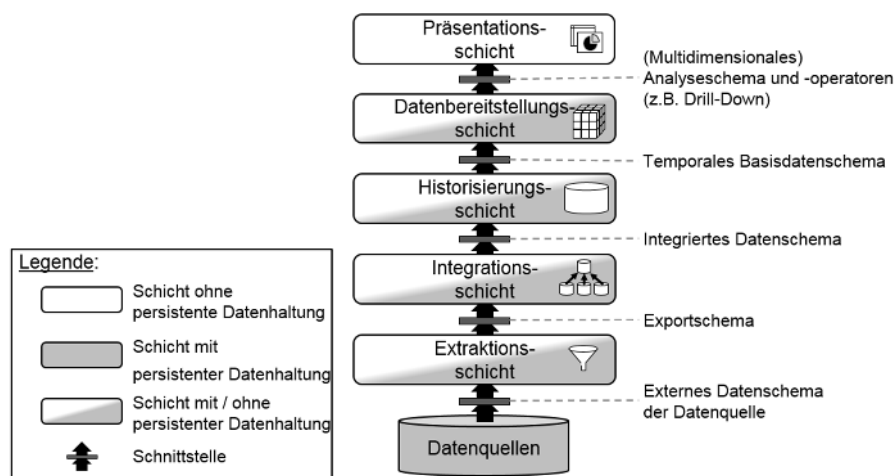 Präsentations-
schicht
(Multidimensionales)
Analyseschema und -operatoren
(z.B. Drill-Down)
Datenbereitstellungs-
schicht
Temporales Basisdatenschema
Historisierungs-
schicht
Integriertes Datenschema
Integrations-
schicht
Exportschema
Extraktions-
schicht
Externes Datenschema
der Datenquelle
Datenquellen
Legende:
Schicht ohne
persistente Datenhaltung
Schicht mit
persistenter Datenhaltung
Schicht mit / ohne
persistenter Datenhaltung
Schnittstelle